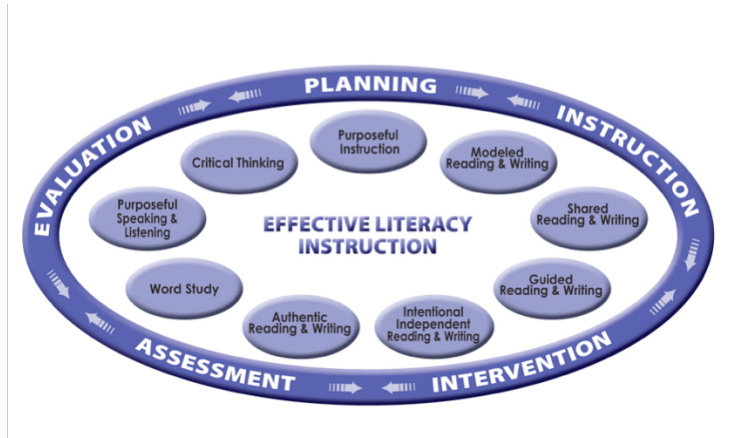 PLANNING
INSTRUCTION
INTERVENTION
ASSESSMENT
EVALUATION
Purposeful
Instruction
Modeled
Reading & Writing
Shared
Reading & Writing
Guided
Reading & Writing
Intentional
Independent
Reading & Writing
Authentic
Reading & Writing
Word Study
Purposeful
Speaking &
Listening
Critical Thinking
EFFECTIVE LITERACY
INSTRUCTION